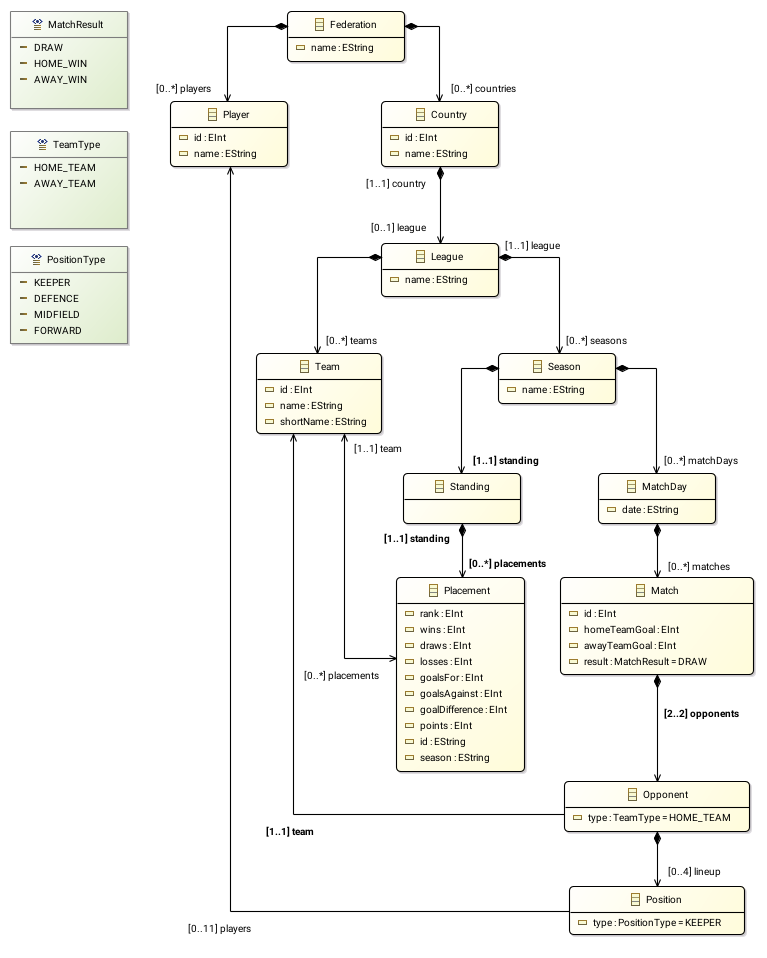 MatchResult
DRAW
HOME_WIN
AWAY_WIN
TeamType
HOME_TEAM
AWAY_TEAM
PositionType
KEEPER
DEFENCE
MIDFIELD
FORWARD
Federation
name : EString
[0..*] players
[0..*] countries
Player
id : EInt
name : EString
Country
id : EInt
name : EString
[1..1] country
[0..1] league
League
name : EString
[1..1] league
[0..*] teams
[0..*] seasons
Team
id : EInt
name : EString
shortName : EString
Season
name : EString
[1..1] team
[1..1] standing
[0..*] matchDays
Standing
MatchDay
date : EString
[1..1] standing
[0..*] placements
[0..*] matches
Placement
rank : EInt
wins : EInt
draws : EInt
losses : EInt
goalsFor : EInt
goalsAgainst : EInt
goalDifference : EInt
points : EInt
id : EString
season : EString
Match
id : EInt
homeTeamGoal : EInt
awayTeamGoal : EInt
result : MatchResult = DRAW
[0..*] placements
[2..2] opponents
Opponent
type : TeamType = HOME_TEAM
[1..1] team
[0..4] lineup
Position
type : PositionType = KEEPER
[0..11] players